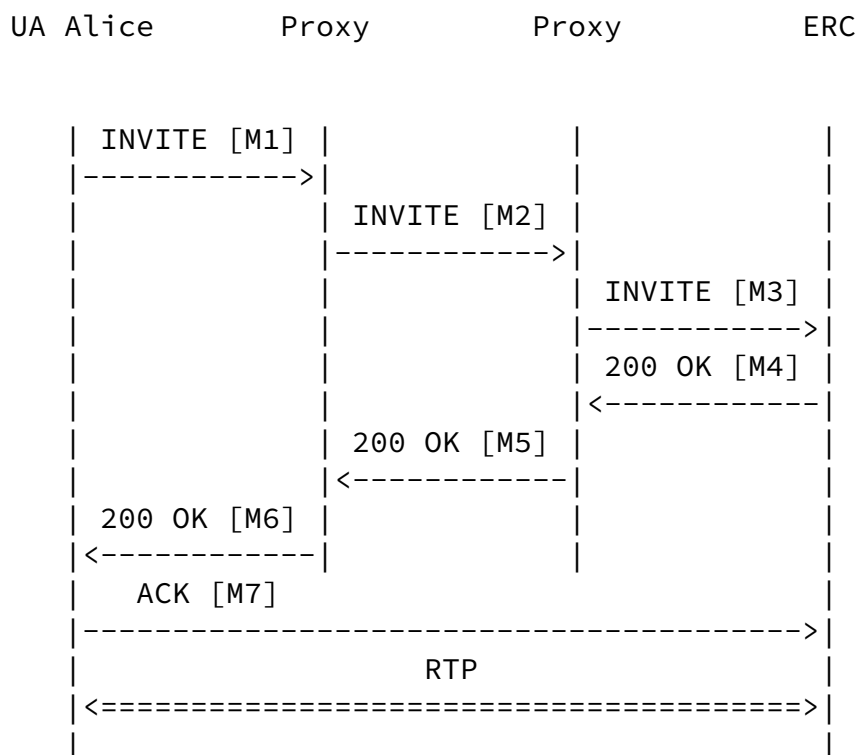 UA Alice Proxy Proxy ERC
INVITE [M1]
INVITE [M2]
INVITE [M3]
200 OK [M4]
200 OK [M5]
200 OK [M6]
ACK [M7]
RTP